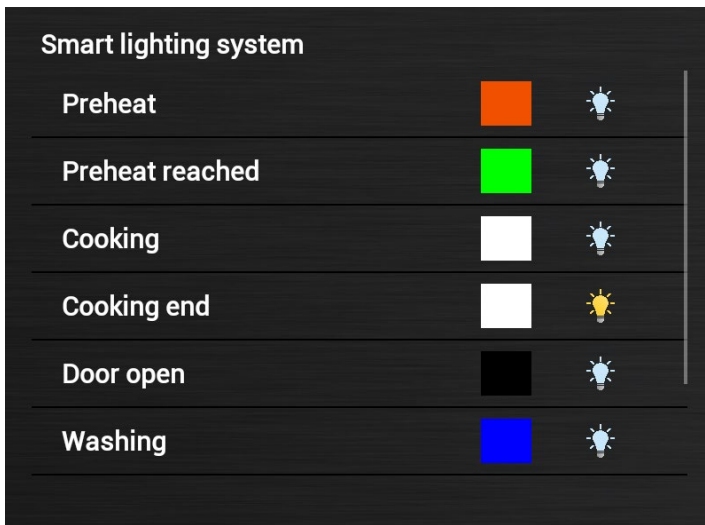 Smart lighting system
Preheat
Preheat reached
Cooking
Cooking end
Door open
Washing